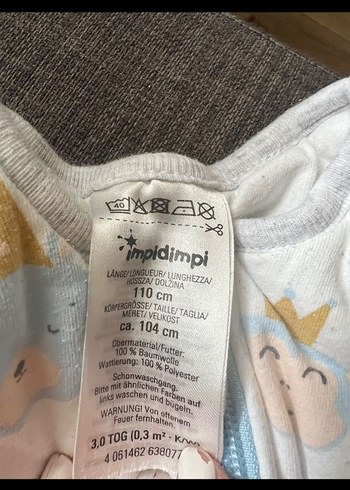 40
impidimpi
LÄNGE/LONGUEUR/LUNGHEZZA/
HOSSZA/DOLŽINA
110 cm
KÖRPERGRÖSSE/TAILLE/TAGLIA/
MÉRET/VELIKOST
ca. 104 cm
Obermaterial/Futter:
100 % Baumwolle
Wattierung: 100 % Polyester
Schonwaschgang.
Bitte mit ähnlichen Farben auf
links waschen und bügeln.
WARNUNG! Von offenem
Feuer fernhalten.
3,0 TOG (0,3 m² · K/W)
4 061462 638077